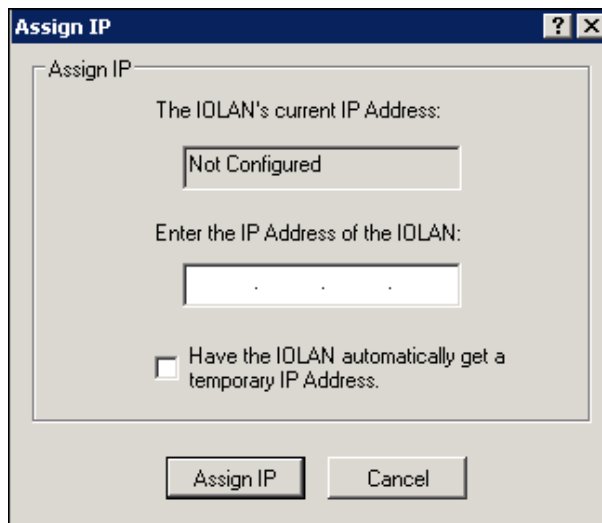 Assign IP
Assign IP
The IOLAN's current IP Address:
Not Configured
Enter the IP Address of the IOLAN:
. . .
Have the IOLAN automatically get a
temporary IP Address.
Assign IP Cancel